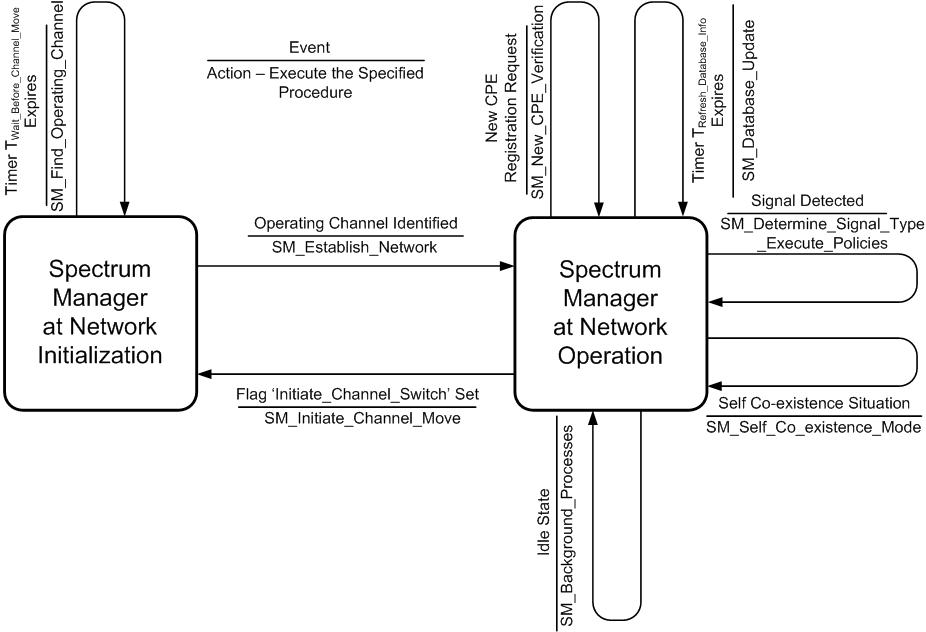 Timer TWait_Before_Channel_Move
Expires
SM_Find_Operating_Channel
Event
Action – Execute the Specified
Procedure
New CPE
Registration Request
SM_New_CPE_Verification
Timer TRefresh_Database_Info
Expires
SM_Database_Update
Signal Detected
SM_Determine_Signal_Type
_Execute_Policies
Operating Channel Identified
SM_Establish_Network
Spectrum
Manager
at Network
Initialization
Spectrum
Manager
at Network
Operation
Flag ‘Initiate_Channel_Switch’ Set
SM_Initiate_Channel_Move
Self Co-existence Situation
SM_Self_Co_existence_Mode
Idle State
SM_Background_Processes